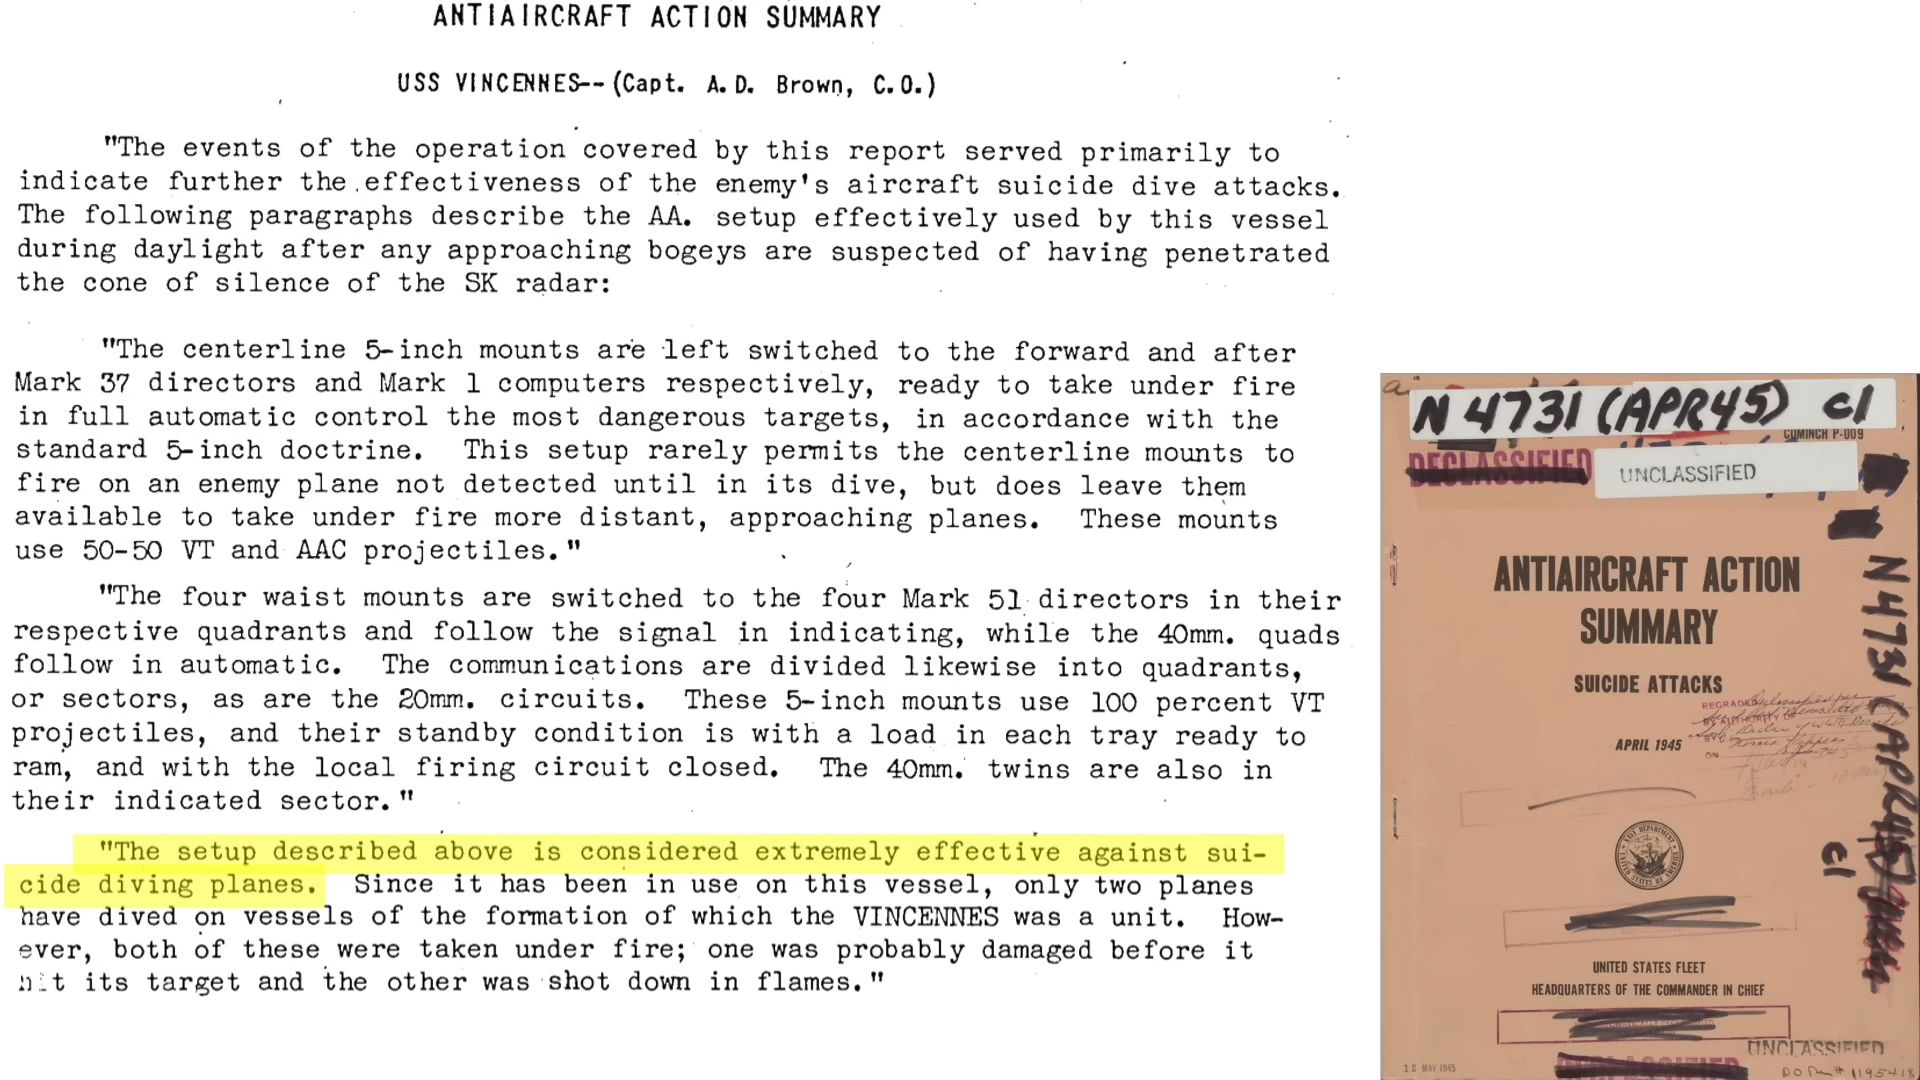 ANTIAIRCRAFT ACTION SUMMARY
USS VINCENNES--(Capt. A.D. Brown, C.O.)
"The events of the operation covered by this report served primarily to
indicate further the effectiveness of the enemy's aircraft suicide dive attacks.
The following paragraphs describe the AA. setup effectively used by this vessel
during daylight after any approaching bogeys are suspected of having penetrated
the cone of silence of the SK radar:
"The centerline 5-inch mounts are left switched to the forward and after
Mark 37 directors and Mark 1 computers respectively, ready to take under fire
in full automatic control the most dangerous targets, in accordance with the
standard 5-inch doctrine. This setup rarely permits the centerline mounts to
fire on an enemy plane not detected until in its dive, but does leave them
available to take under fire more distant, approaching planes. These mounts
use 50-50 VT and AAC projectiles."
"The four waist mounts are switched to the four Mark 51 directors in their
respective quadrants and follow the signal in indicating, while the 40mm. quads
follow in automatic. The communications are divided likewise into quadrants,
or sectors, as are the 20mm. circuits. These 5-inch mounts use 100 percent VT
projectiles, and their standby condition is with a load in each tray ready to
ram, and with the local firing circuit closed. The 40mm. twins are also in
their indicated sector."
"The setup described above is considered extremely effective against sui-
cide diving planes. Since it has been in use on this vessel, only two planes
have dived on vessels of the formation of which the VINCENNES was a unit. How-
ever, both of these were taken under fire; one was probably damaged before it
hit its target and the other was shot down in flames."
N 4731 (APR45) c1
COMINCH P-009
DECLASSIFIED
UNCLASSIFIED
ANTIAIRCRAFT ACTION
SUMMARY
SUICIDE ATTACKS
REGRADED
BY AUTHORITY OF
BY
ON
APRIL 1945
N 4731 (APR45)
c1
UNITED STATES FLEET
HEADQUARTERS OF THE COMMANDER IN CHIEF
UNCLASSIFIED
12 MAY 1945